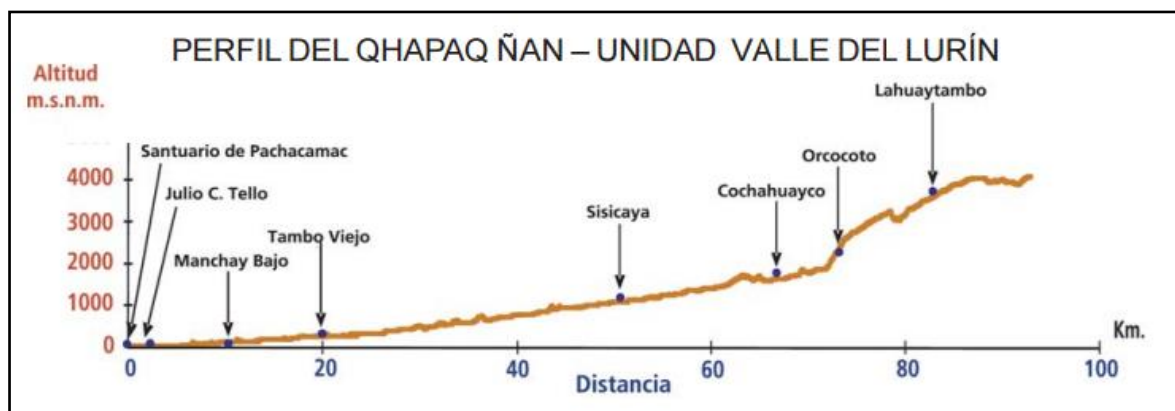 PERFIL DEL QHAPAQ ÑAN – UNIDAD VALLE DEL LURÍN
Altitud
m.s.n.m.
Lahuaytambo
Orcocoto
Cochahuayco
Sisicaya
Santuario de Pachacamac
Julio C. Tello
Tambo Viejo
Manchay Bajo
4000
3000
2000
1000
0
Km.
0 20 40 60 80 100
Distancia